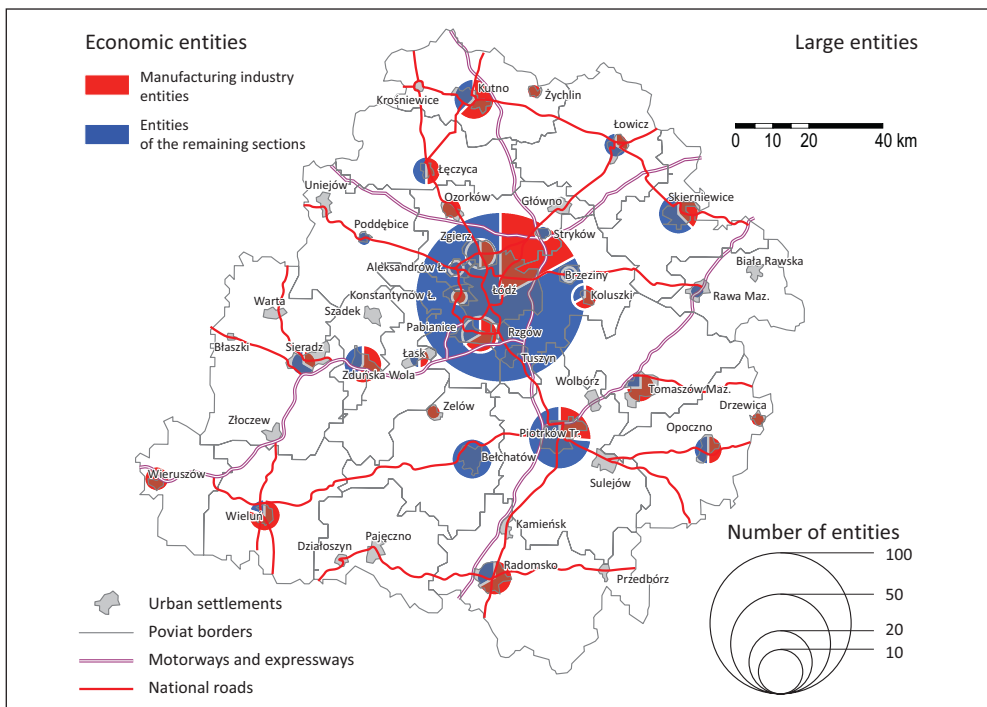 Economic entities
Large entities
Manufacturing industry
entities
Entities
of the remaining sections
0 5 10 20 40 km
Kutno
Krośniewice
Żychlin
Łowicz
Łęczyca
Uniejów
Ozorków
Główno
Skierniewice
Poddębice
Zgierz
Stryków
Aleksandrów Ł.
Brzeziny
Biała Rawska
Konstantynów Ł.
Łódź
Koluszki
Rawa Maz.
Warta
Szadek
Pabianice
Rzgów
Błaszki
Sieradz
Łask
Tuszyn
Zduńska Wola
Wolbórz
Tomaszów Maz.
Zelów
Drzewica
Złoczew
Piotrków Tr.
Opoczno
Bełchatów
Wieruszów
Sulejów
Wieluń
Kamieńsk
Działoszyn
Pajęczno
Radomsko
Przedbórz
Number of entities
100
50
20
10
Urban settlements
Poviat borders
Motorways and expressways
National roads